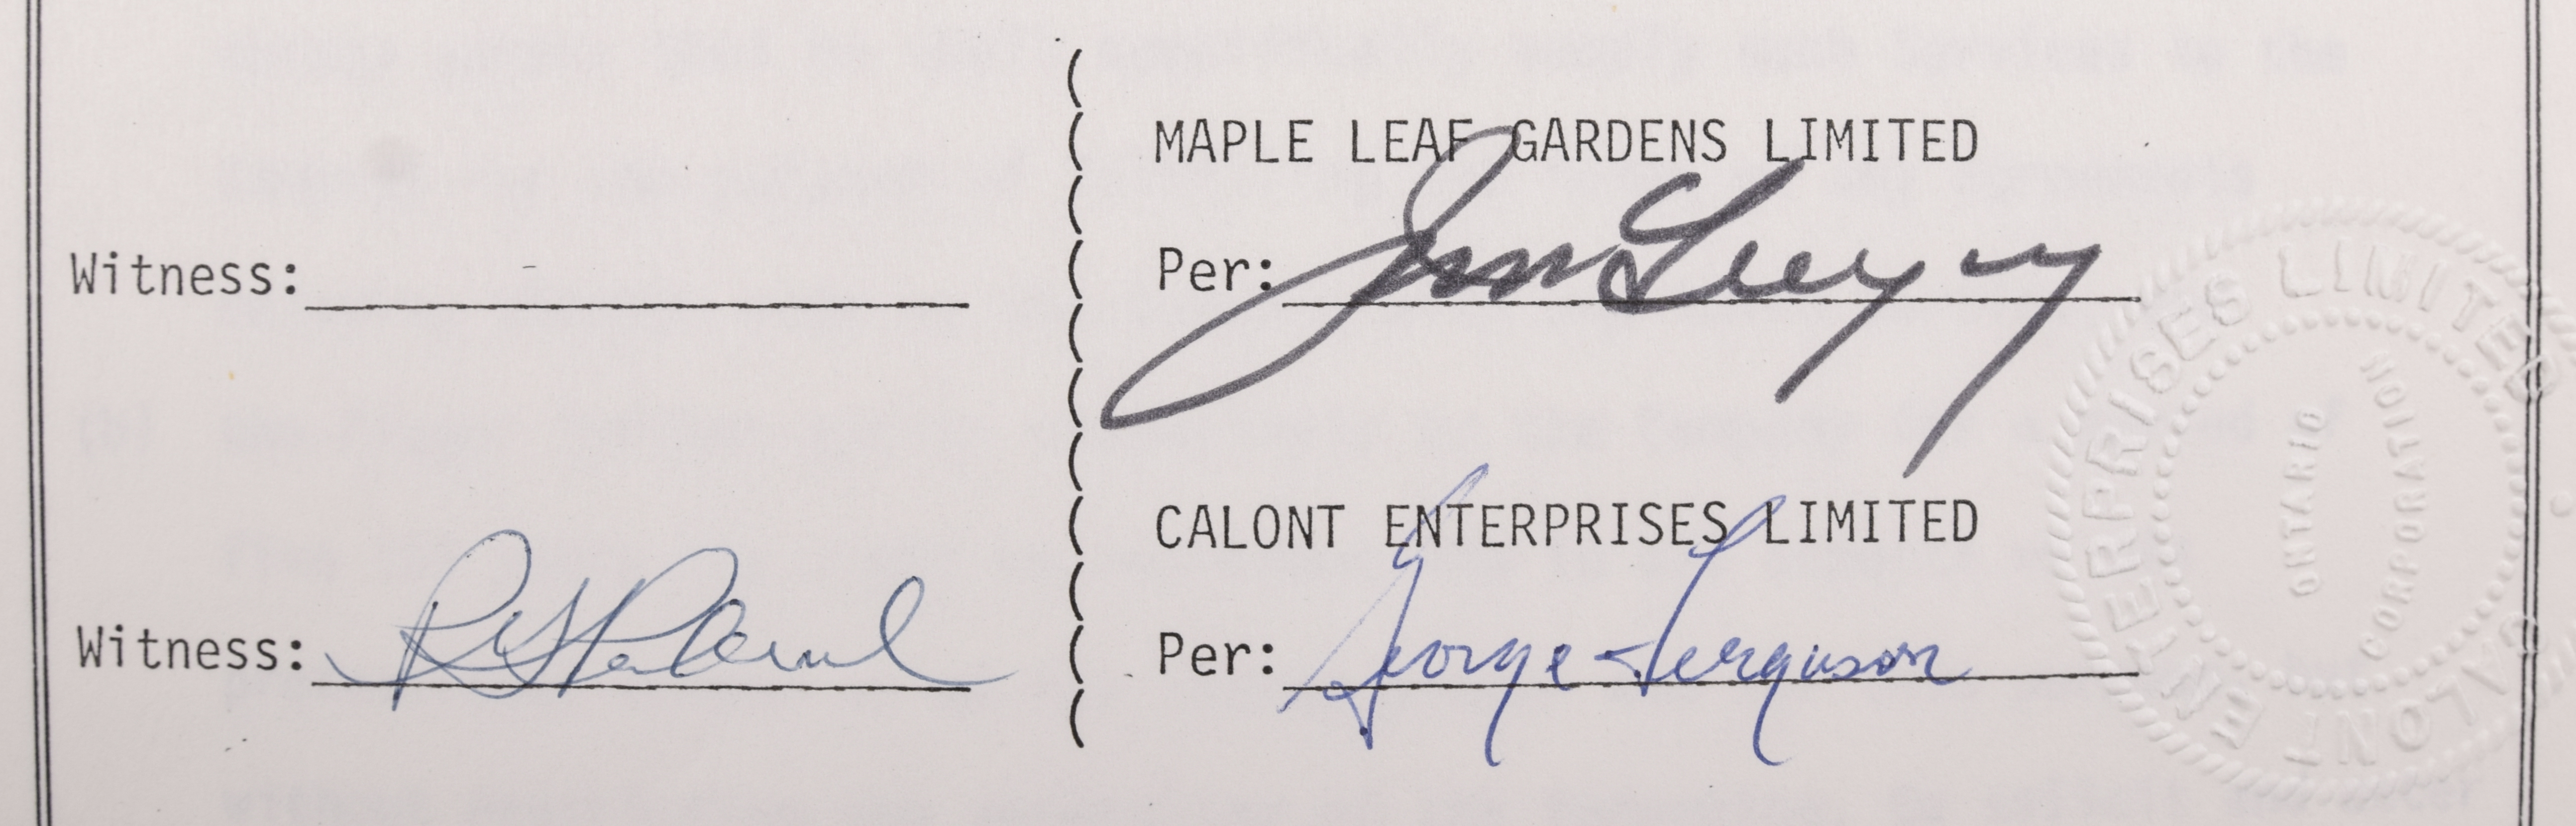 MAPLE LEAF GARDENS LIMITED
Witness:
Per:
CALONT ENTERPRISES LIMITED
Witness:
Per: George Ferguson
CALONT ENTERPRISES LIMITED
ONTARIO
CORPORATION